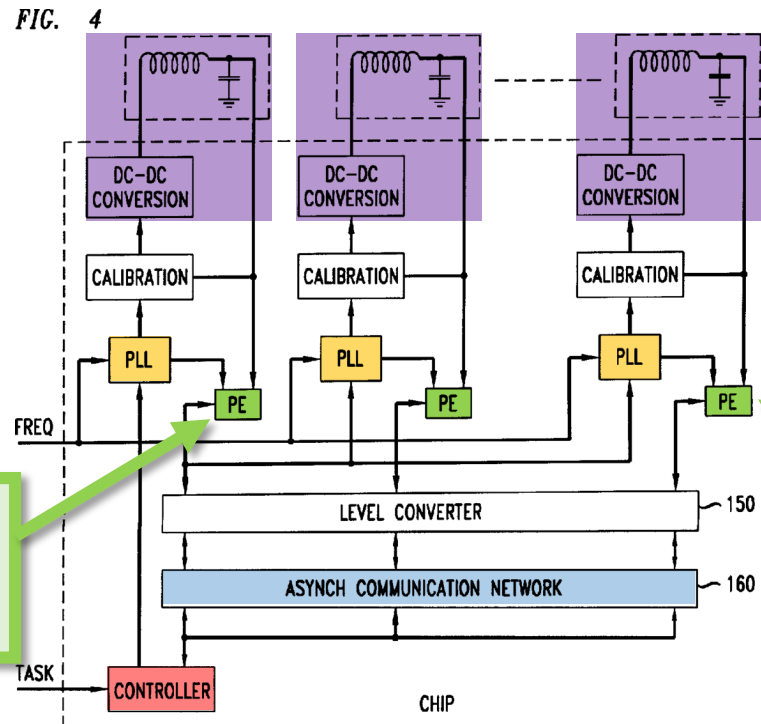 FIG. 4
DC-DC
CONVERSION
DC-DC
CONVERSION
DC-DC
CONVERSION
CALIBRATION
CALIBRATION
CALIBRATION
PLL
PLL
PLL
PE
PE
PE
FREQ
LEVEL CONVERTER
150
ASYNCH COMMUNICATION NETWORK
160
TASK
CONTROLLER
CHIP